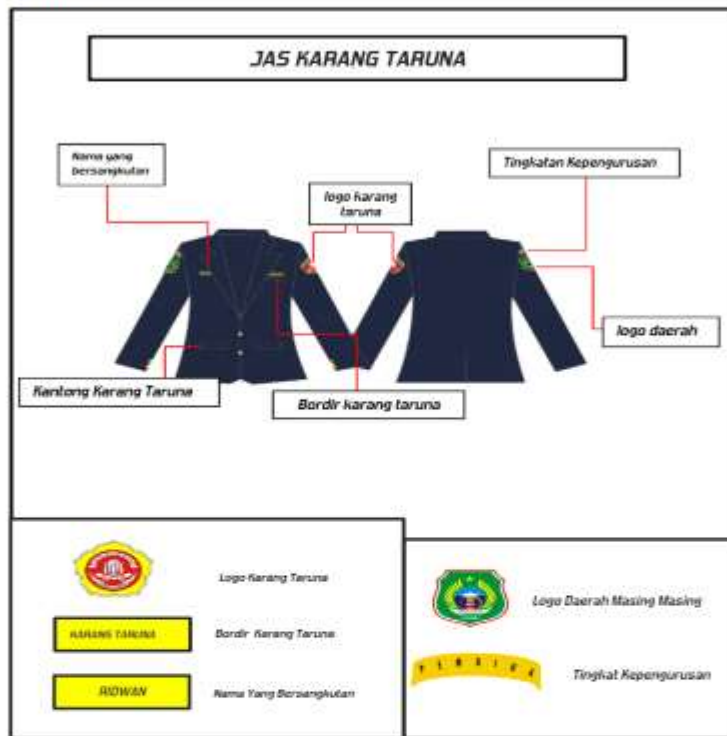 JAS KARANG TARUNA
Nama yang
bersangkutan
Tingkatan Kepengurusan
logo karang
taruna
logo daerah
Kantong Karang Taruna
Bordir karang taruna
Logo Karang Taruna
KARANG TARUNA
Bordir Karang Taruna
RIDWAN
Nama Yang Bersangkutan
Logo Daerah Masing Masing
Tingkat Kepengurusan